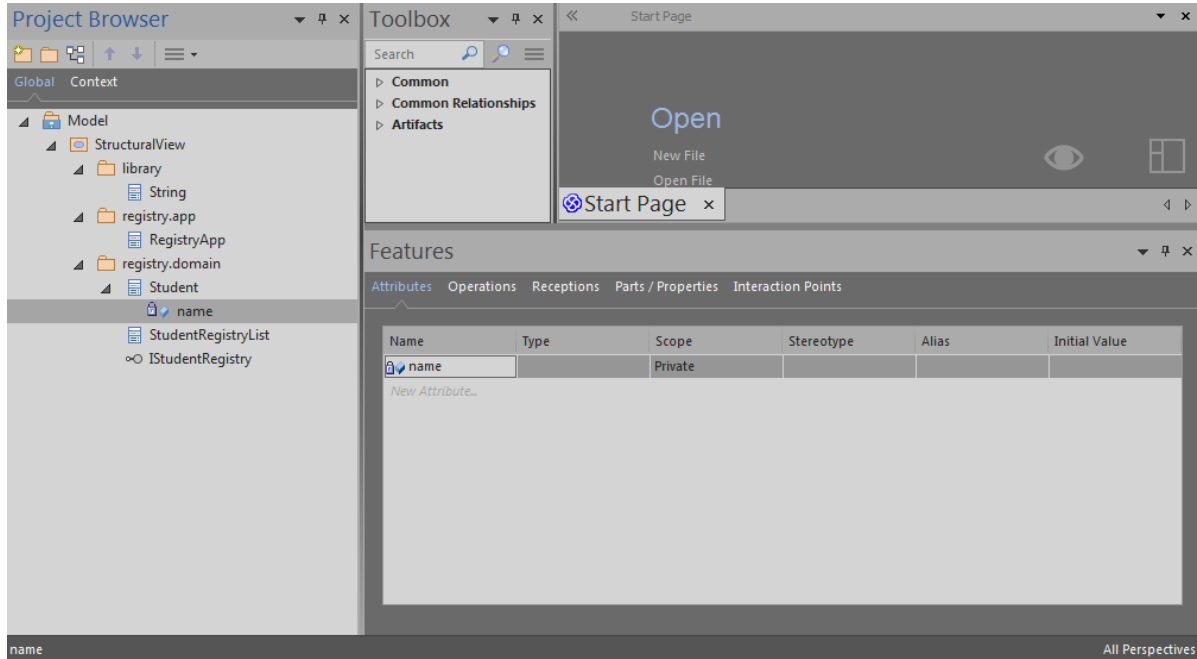 Project Browser
Global Context
Model
StructuralView
library
String
registry.app
RegistryApp
registry.domain
Student
name
StudentRegistryList
IStudentRegistry
Toolbox
Search
Common
Common Relationships
Artifacts
Start Page
Open
New File
Open File
Start Page
Features
Attributes Operations Receptions Parts / Properties Interaction Points
Name Type Scope Stereotype Alias Initial Value
name Private
New Attribute...
name All Perspectives